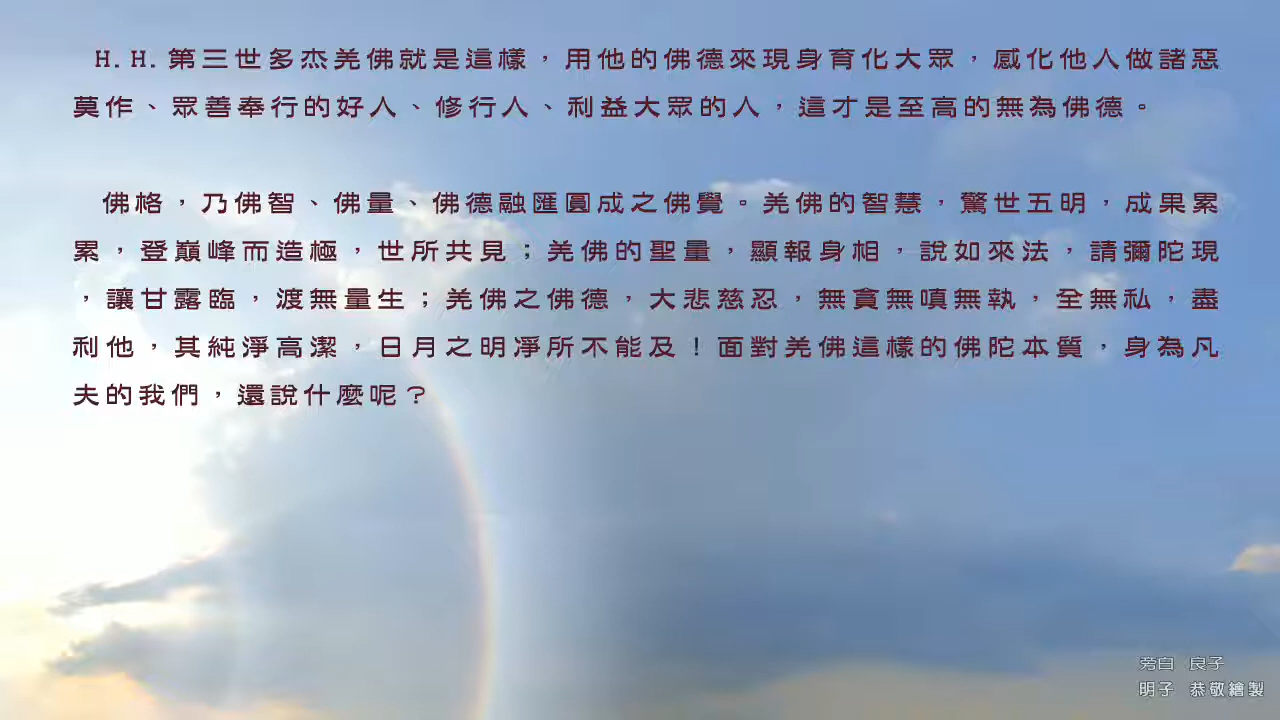 H.H.第三世多杰羌佛就是這樣，用他的佛德來現身育化大眾，感化他人做諸惡
莫作、眾善奉行的好人、修行人、利益大眾的人，這才是至高的無為佛德。
佛格，乃佛智、佛量、佛德融匯圓成之佛覺。羌佛的智慧，驚世五明，成果累
累，登巔峰而造極，世所共見；羌佛的聖量，顯報身相，說如來法，請彌陀現
，讓甘露臨，渡無量生；羌佛之佛德，大悲慈忍，無貪無嗔無執，全無私，盡
利他，其純淨高潔，日月之明凈所不能及！面對羌佛這樣的佛陀本質，身為凡
夫的我們，還說什麼呢？
旁白 良子
明子 恭敬繪製